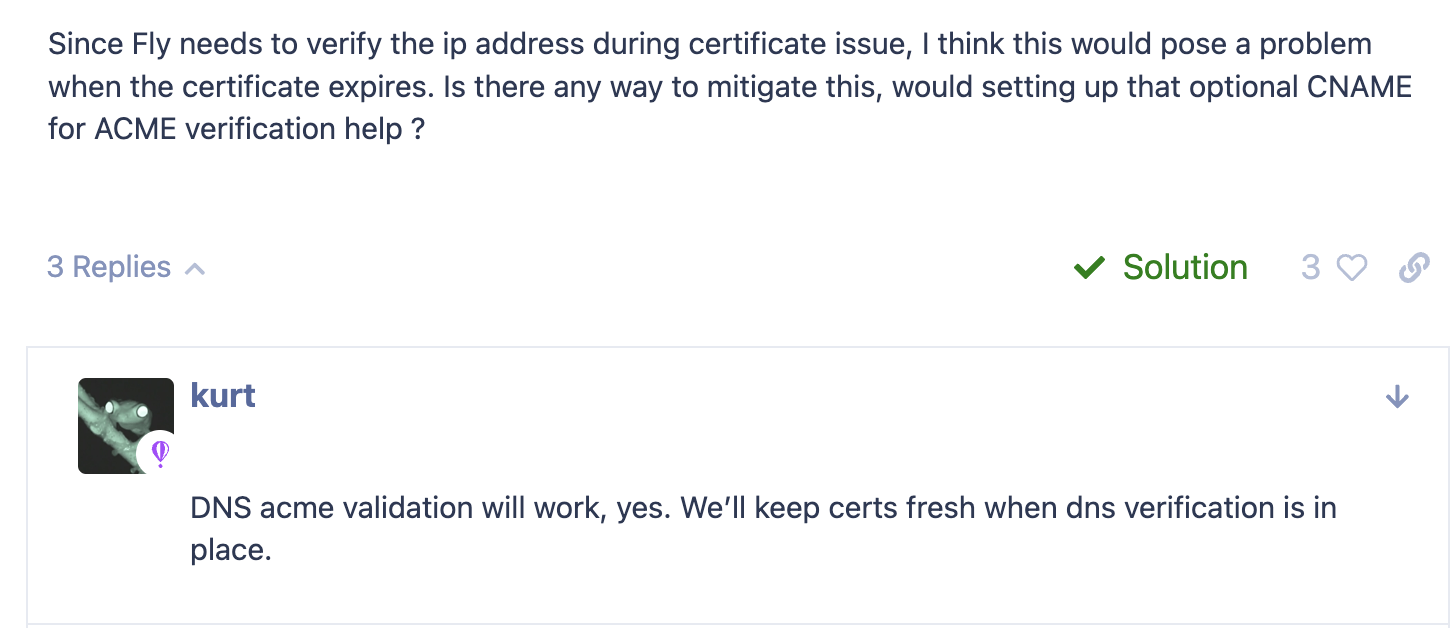 Since Fly needs to verify the ip address during certificate issue, I think this would pose a problem
when the certificate expires. Is there any way to mitigate this, would setting up that optional CNAME
for ACME verification help ?
3 Replies
Solution
3
kurt
DNS acme validation will work, yes. We’ll keep certs fresh when dns verification is in
place.